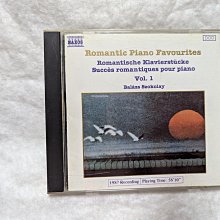 NAXOS
DDD
Romantic Piano Favourites
Romantische Klavierstücke
Succès romantiques pour piano
Vol. 1
Balázs Szokolay
1987 Recording
Playing Time: 59'10"